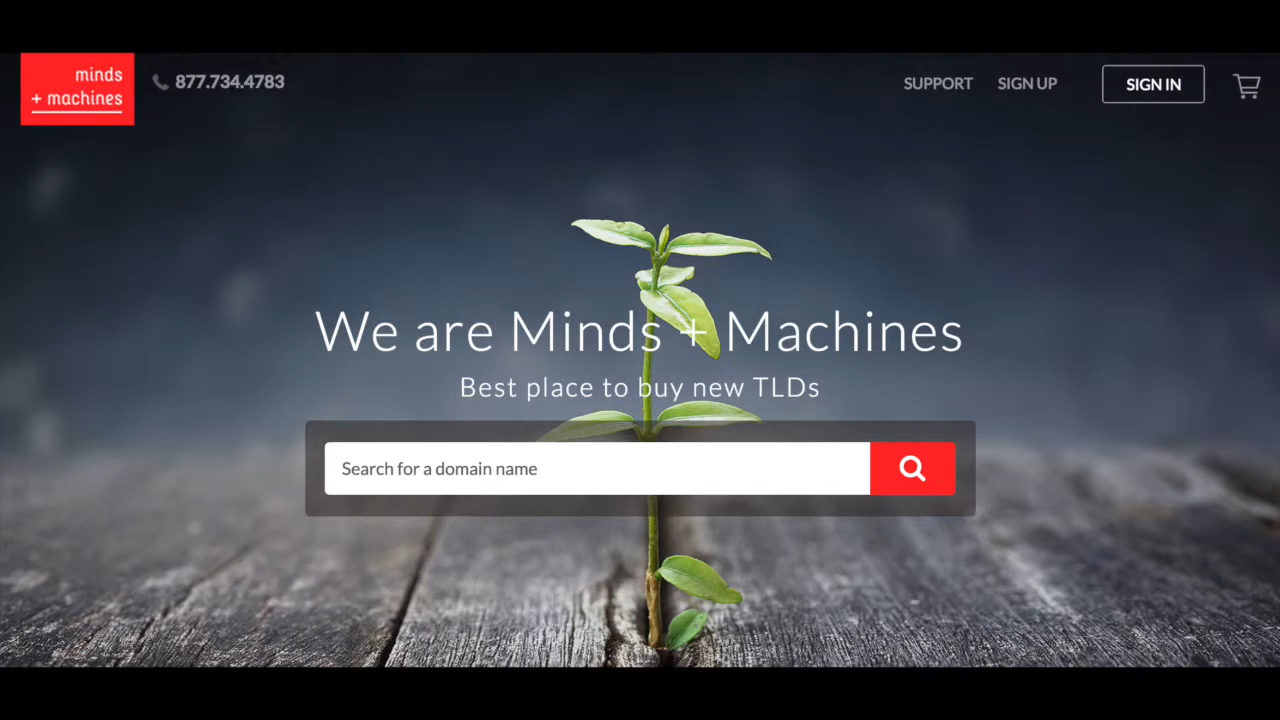 minds
+ machines
877.734.4783
SUPPORT
SIGN UP
SIGN IN
We are Minds + Machines
Best place to buy new TLDs
Search for a domain name